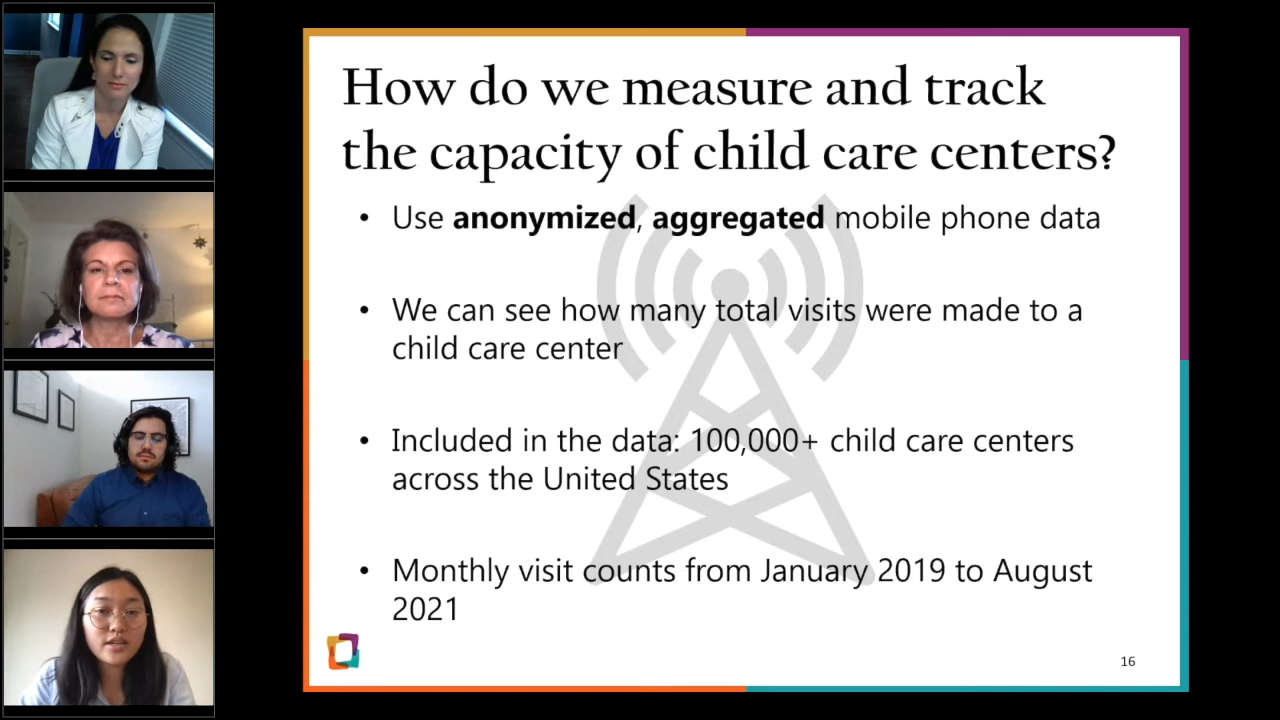 How do we measure and track
the capacity of child care centers?
• Use anonymized, aggregated mobile phone data
• We can see how many total visits were made to a
child care center
• Included in the data: 100,000+ child care centers
across the United States
• Monthly visit counts from January 2019 to August
2021
16